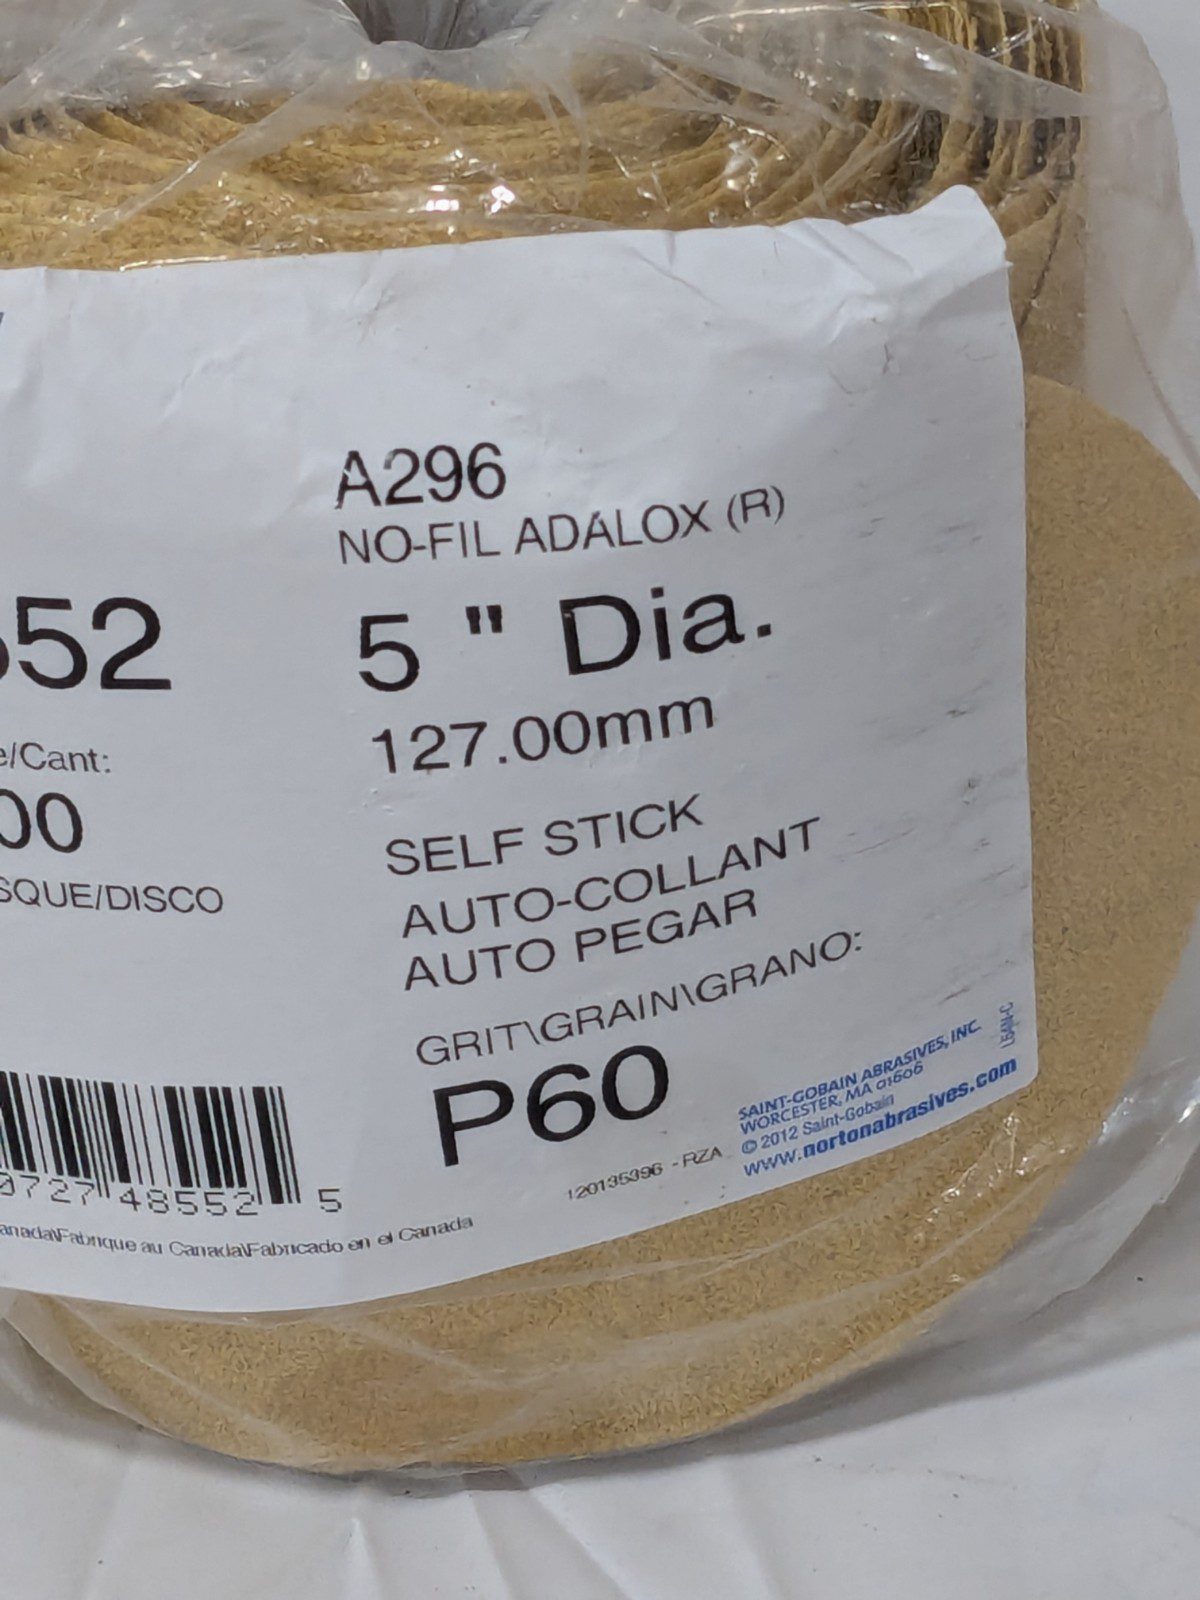 A296
NO-FIL ADALOX (R)
5 " Dia.
127.00mm
SELF STICK
AUTO-COLLANT
AUTO PEGAR
GRIT\GRAIN\GRANO:
P60
552
e/Cant:
00
SQUE/DISCO
0727 48552 5
anada\Fabrique au Canada\Fabricado en el Canada
120135396 - RZA
SAINT-GOBAIN ABRASIVES, INC.
WORCESTER, MA 01606
© 2012 Saint-Gobain
www.nortonabrasives.com